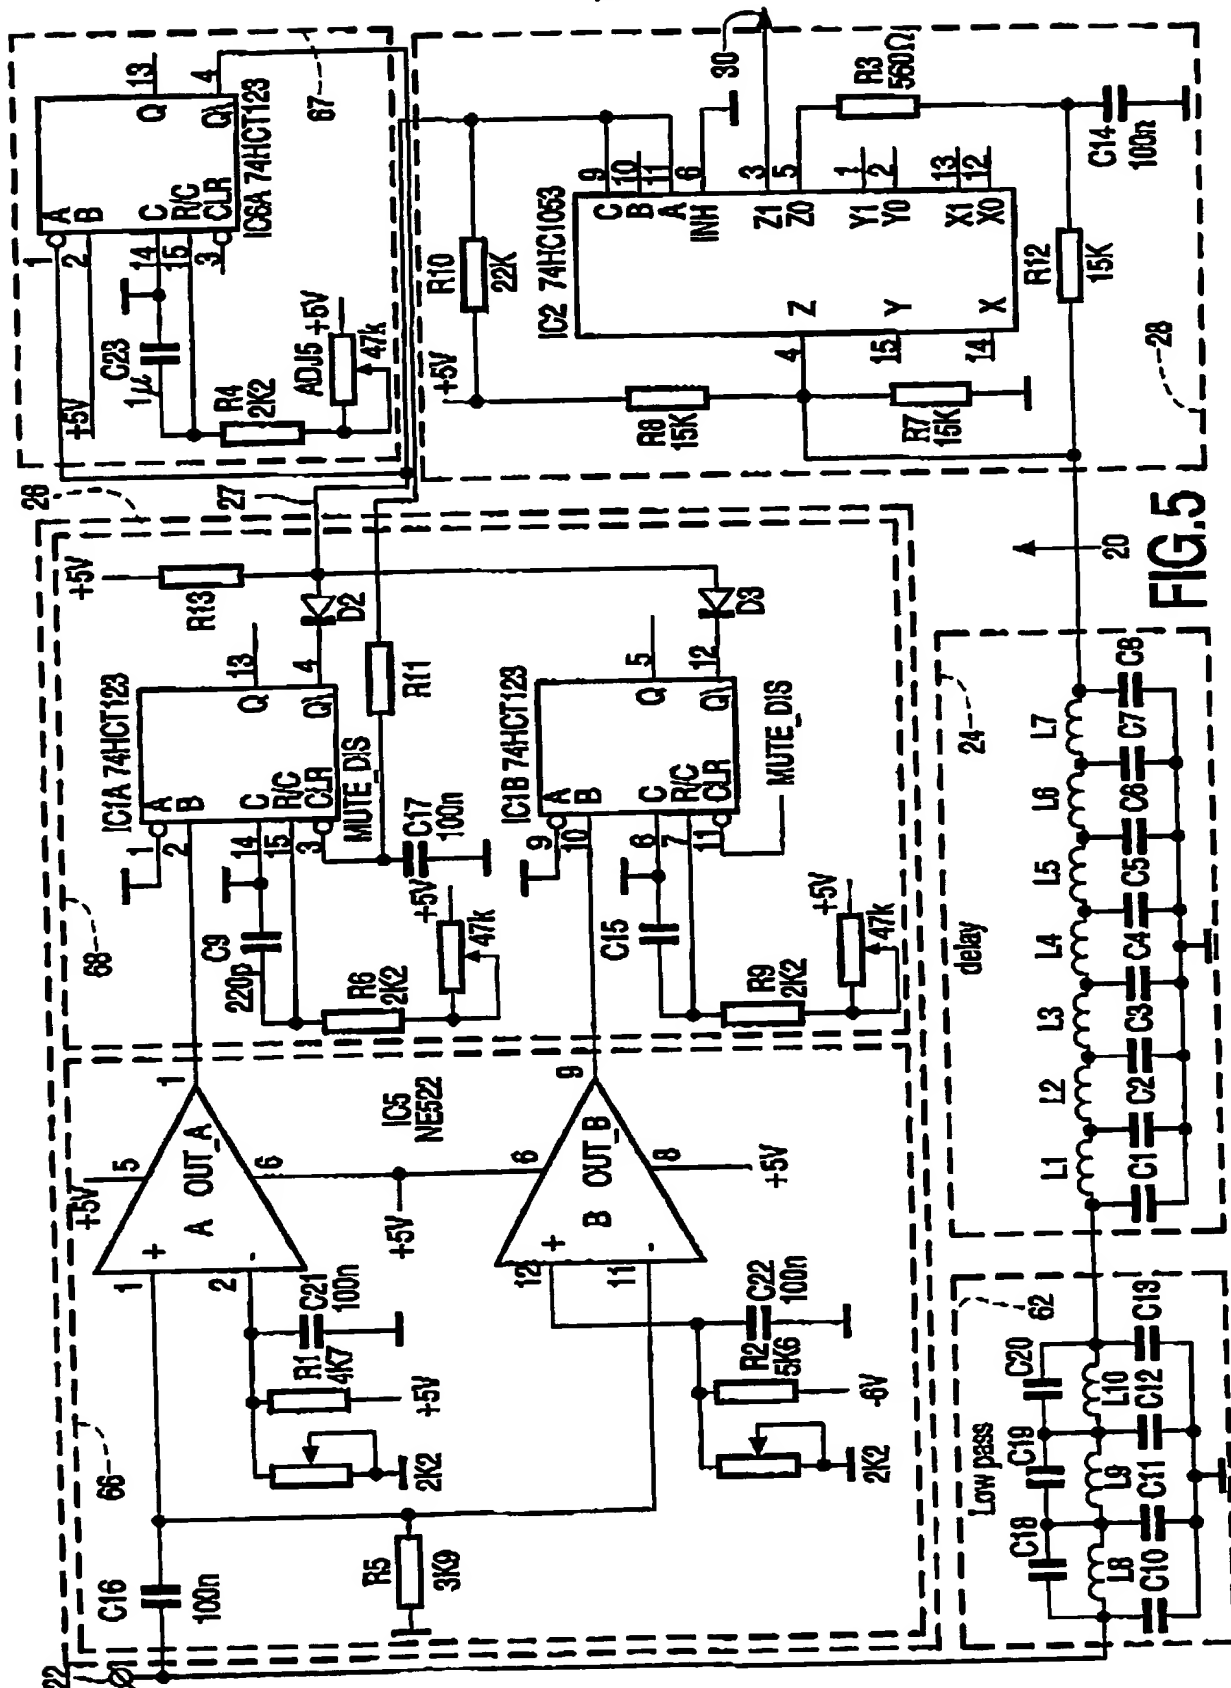 22
66
C16
100n
R5
3K9
+5V
5
1
+
A OUT_A
2
-
6
1
R1
4K7
C21
100n
+5V
2K2
+5V
IC5
NE522
6
12
+
B OUT_B
11
-
8
9
+5V
R2
5K6
C22
100n
-6V
2K2
68
26
27
IC1A 74HCT123
1
A
2
B
14
C
15
R/C
3
CLR
Q
13
Q\
4
MUTE_DIS
C9
220p
R6
2K2
+5V
47k
C17
100n
+5V
R13
D2
R11
IC1B 74HCT123
9
A
10
B
6
C
7
R/C
11
CLR
Q
5
Q\
12
D3
MUTE_DIS
C15
R9
2K2
+5V
47k
67
1
A
2
B
14
C
15
R/C
3
CLR
Q
13
Q\
4
IC6A 74HCT123
+5V
C23
1µ
R4
2K2
ADJ5
+5V
47k
30
28
R10
22K
+5V
R8
15K
R7
15K
IC2 74HC1053
9
C
10
B
11
A
6
INH
3
Z1
5
Z0
1
Y1
2
Y0
13
X1
12
X0
Z
4
Y
15
X
14
R3
560Ω
R12
15K
C14
100n
20
62
Low pass
C18
C19
C20
L8
L9
L10
C10
C11
C12
C13
24
delay
L1
L2
L3
L4
L5
L6
L7
C1
C2
C3
C4
C5
C6
C7
C8
FIG.5